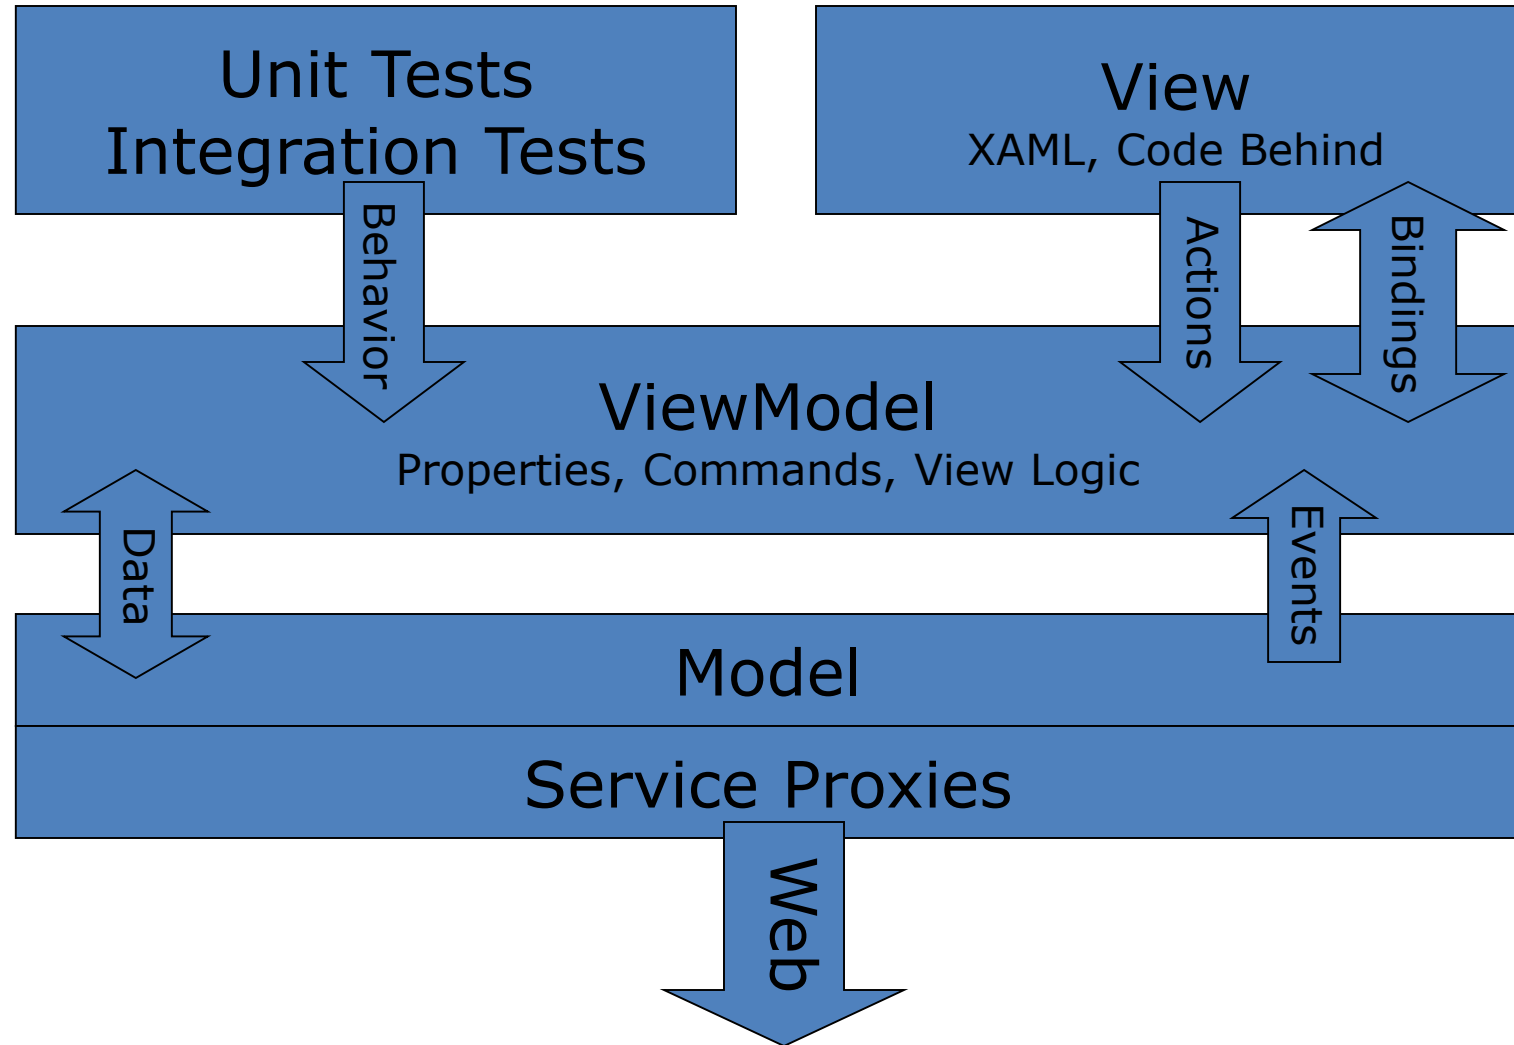 Unit Tests
Integration Tests
View
XAML, Code Behind
Behavior
Actions
Bindings
ViewModel
Properties, Commands, View Logic
Data
Events
Model
Service Proxies
Web